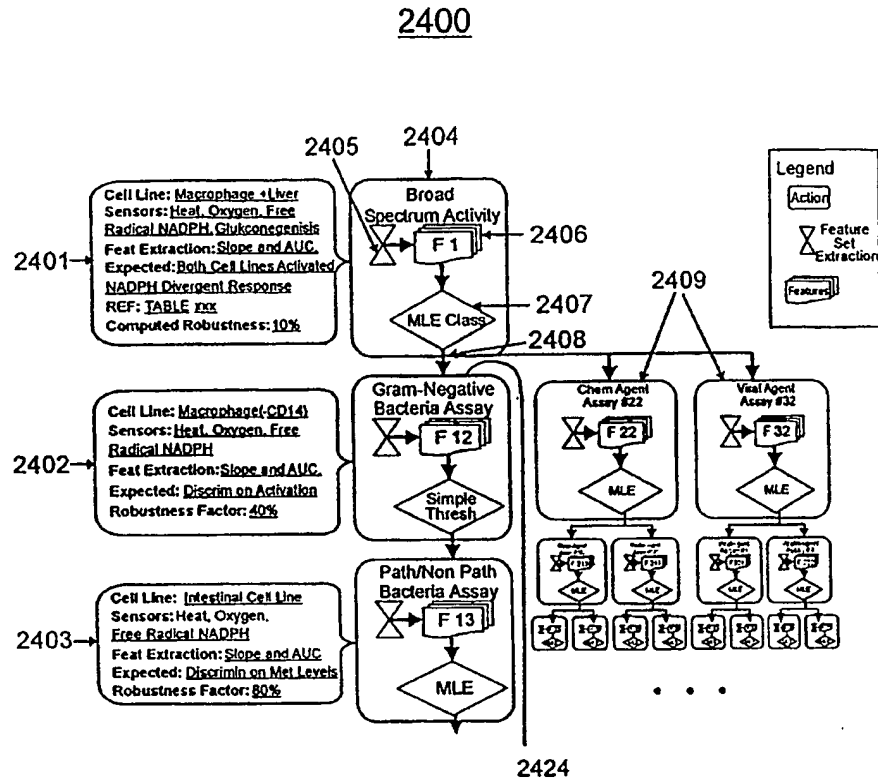 2400
2404
2405
Cell Line: Macrophage +Liver
Sensors: Heat, Oxygen, Free
Radical NADPH, Glukconegenisis
Feat Extraction: Slope and AUC,
Expected: Both Cell Lines Activated
NADPH Divergent Response
REF: TABLE xxx
Computed Robustness: 10%
2401
Broad
Spectrum Activity
F 1
2406
MLE Class
2407
2408
2409
Legend
Action
Feature
Set
Extraction
Features
Cell Line: Macrophage(-CD14)
Sensors: Heat, Oxygen, Free
Radical NADPH
Feat Extraction: Slope and AUC,
Expected: Discrim on Activation
Robustness Factor: 40%
2402
Gram-Negative
Bacteria Assay
F 12
Simple
Thresh
Chem Agent
Assay #22
F 22
MLE
Viral Agent
Assay #32
F 32
MLE
MLE
MLE
MLE
MLE
Cell Line: Intestinal Cell Line
Sensors: Heat, Oxygen,
Free Radical NADPH
Feat Extraction: Slope and AUC
Expected: Discrimin on Met Levels
Robustness Factor: 80%
2403
Path/Non Path
Bacteria Assay
F 13
MLE
• • •
2424